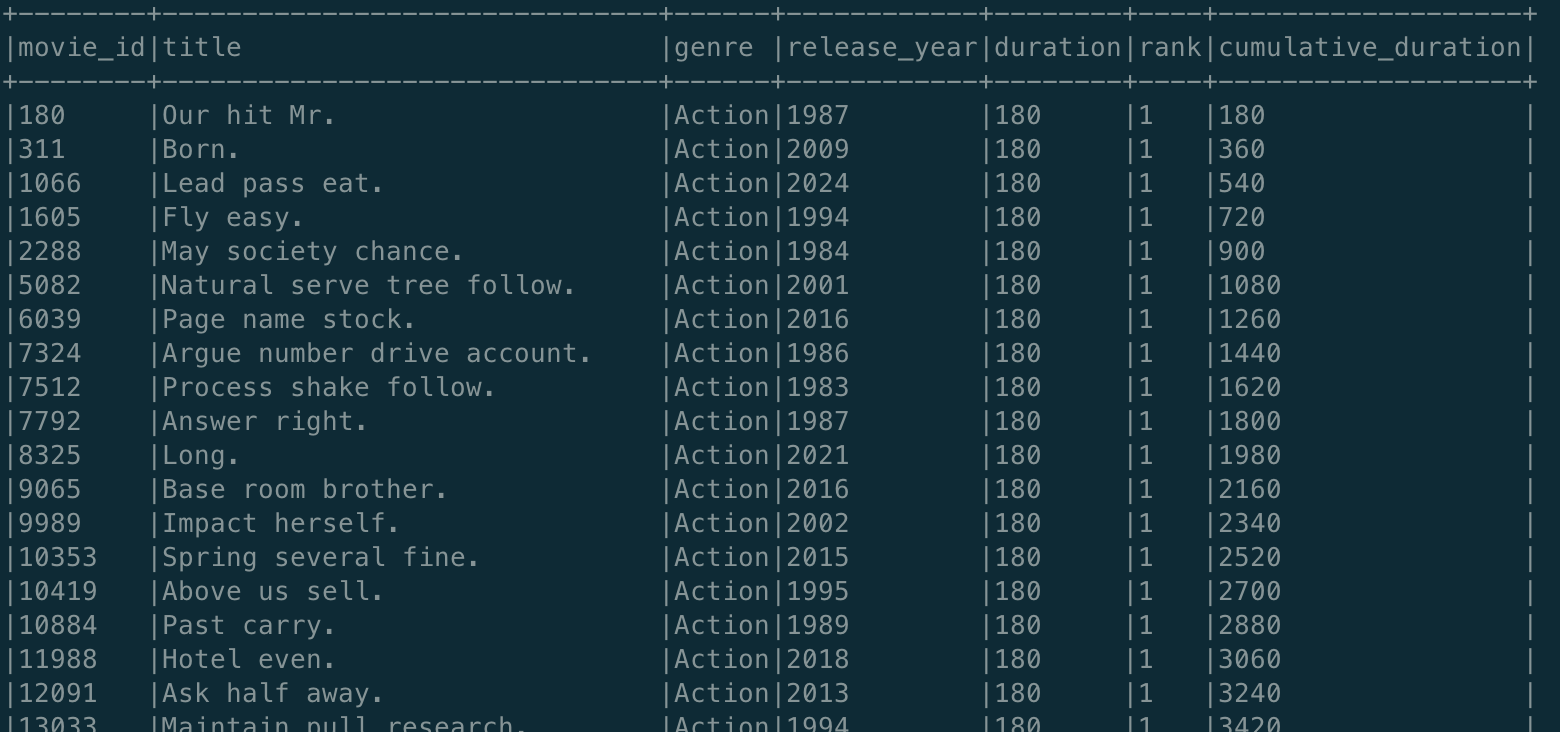 +--------+--------------------------------+------+------------+--------+----+-------------------+
|movie_id|title                           |genre |release_year|duration|rank|cumulative_duration|
+--------+--------------------------------+------+------------+--------+----+-------------------+
|180     |Our hit Mr.                     |Action|1987        |180     |1   |180                |
|311     |Born.                           |Action|2009        |180     |1   |360                |
|1066    |Lead pass eat.                  |Action|2024        |180     |1   |540                |
|1605    |Fly easy.                       |Action|1994        |180     |1   |720                |
|2288    |May society chance.             |Action|1984        |180     |1   |900                |
|5082    |Natural serve tree follow.      |Action|2001        |180     |1   |1080               |
|6039    |Page name stock.                |Action|2016        |180     |1   |1260               |
|7324    |Argue number drive account.     |Action|1986        |180     |1   |1440               |
|7512    |Process shake follow.           |Action|1983        |180     |1   |1620               |
|7792    |Answer right.                   |Action|1987        |180     |1   |1800               |
|8325    |Long.                           |Action|2021        |180     |1   |1980               |
|9065    |Base room brother.              |Action|2016        |180     |1   |2160               |
|9989    |Impact herself.                 |Action|2002        |180     |1   |2340               |
|10353   |Spring several fine.            |Action|2015        |180     |1   |2520               |
|10419   |Above us sell.                  |Action|1995        |180     |1   |2700               |
|10884   |Past carry.                     |Action|1989        |180     |1   |2880               |
|11988   |Hotel even.                     |Action|2018        |180     |1   |3060               |
|12091   |Ask half away.                  |Action|2013        |180     |1   |3240               |
|13033   |Maintain pull research.         |Action|1994        |180     |1   |3420               |